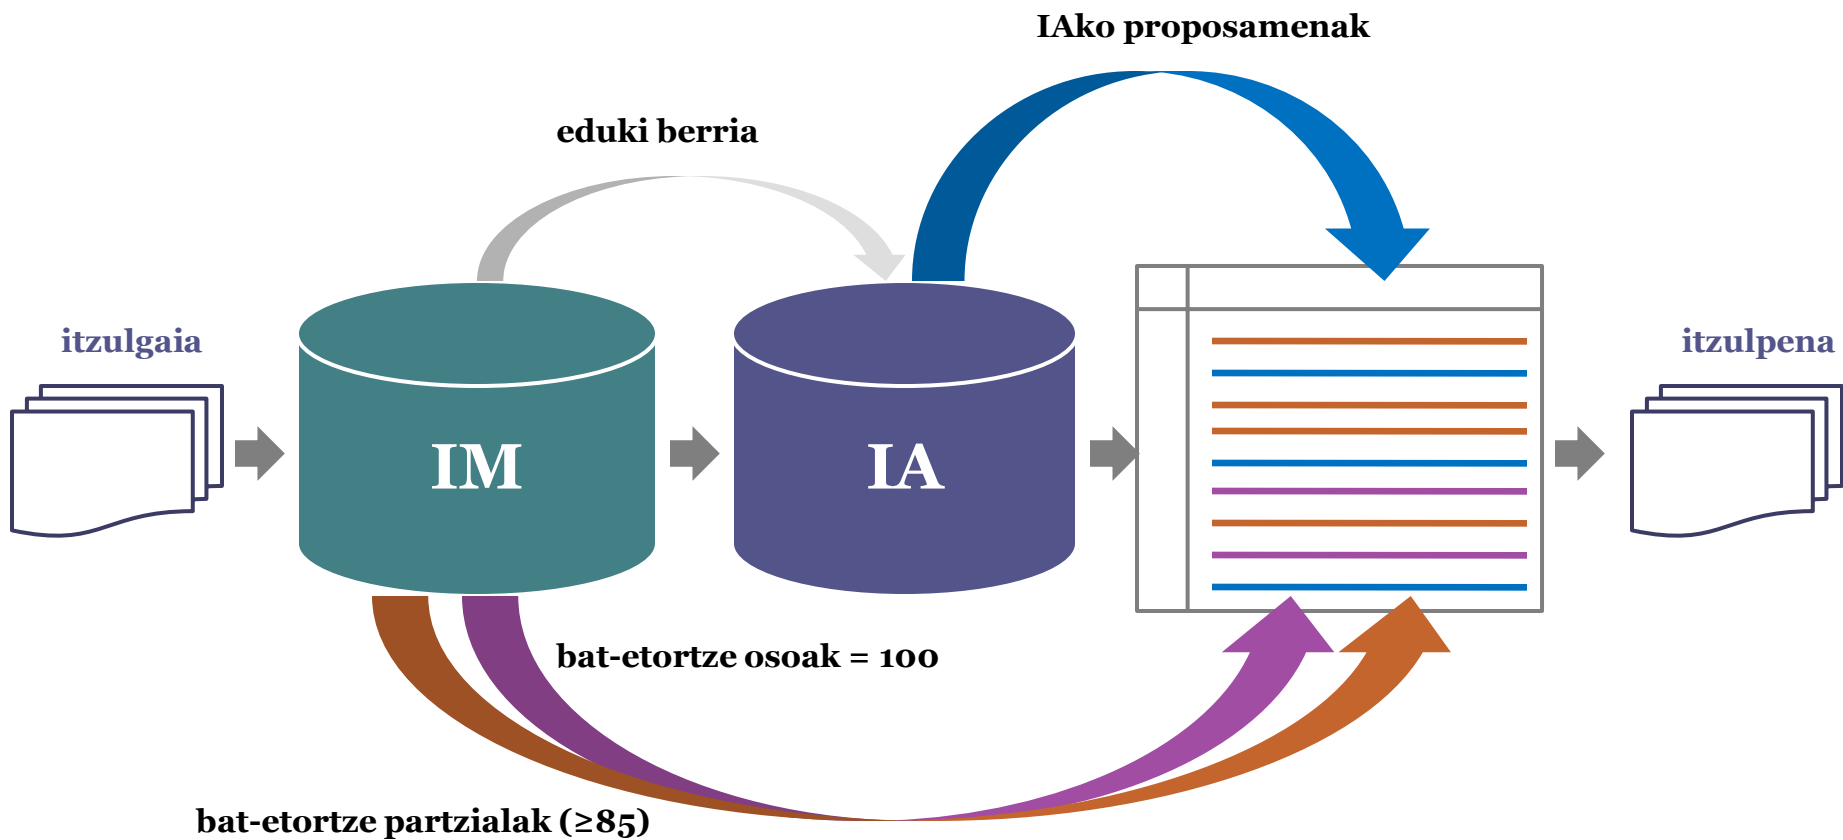 IAko proposamenak
eduki berria
itzulgaia
itzulpena
IM
IA
bat-etortze osoak = 100
bat-etortze partzialak (≥85)